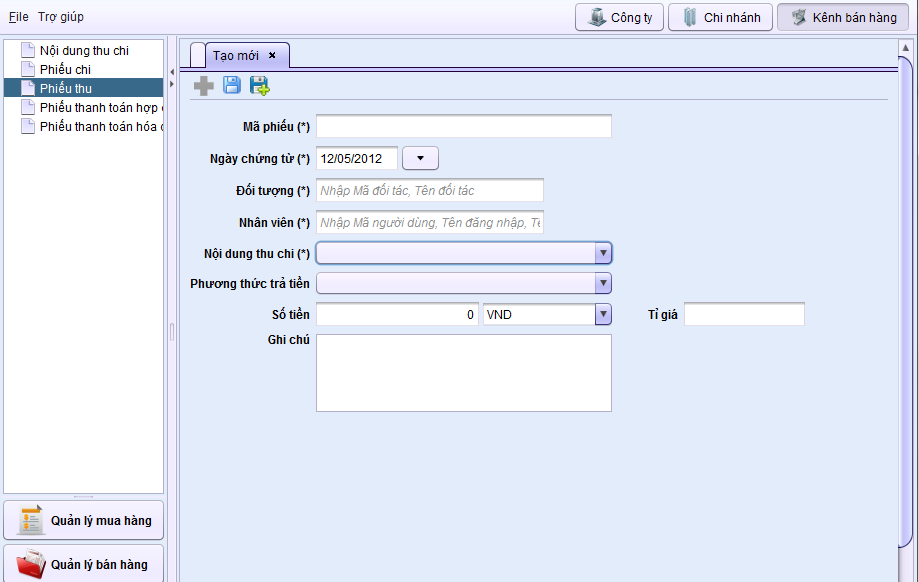 File Trợ giúp
Công ty
Chi nhánh
Kênh bán hàng
Nội dung thu chi
Phiếu chi
Phiếu thu
Phiếu thanh toán hợp
Phiếu thanh toán hóa
Tạo mới ×
Mã phiếu (*)
Ngày chứng từ (*) 12/05/2012
Đối tượng (*) Nhập Mã đối tác, Tên đối tác
Nhân viên (*) Nhập Mã người dùng, Tên đăng nhập,
Nội dung thu chi (*)
Phương thức trả tiền
Số tiền 0 VND Tỉ giá
Ghi chú
Quản lý mua hàng
Quản lý bán hàng